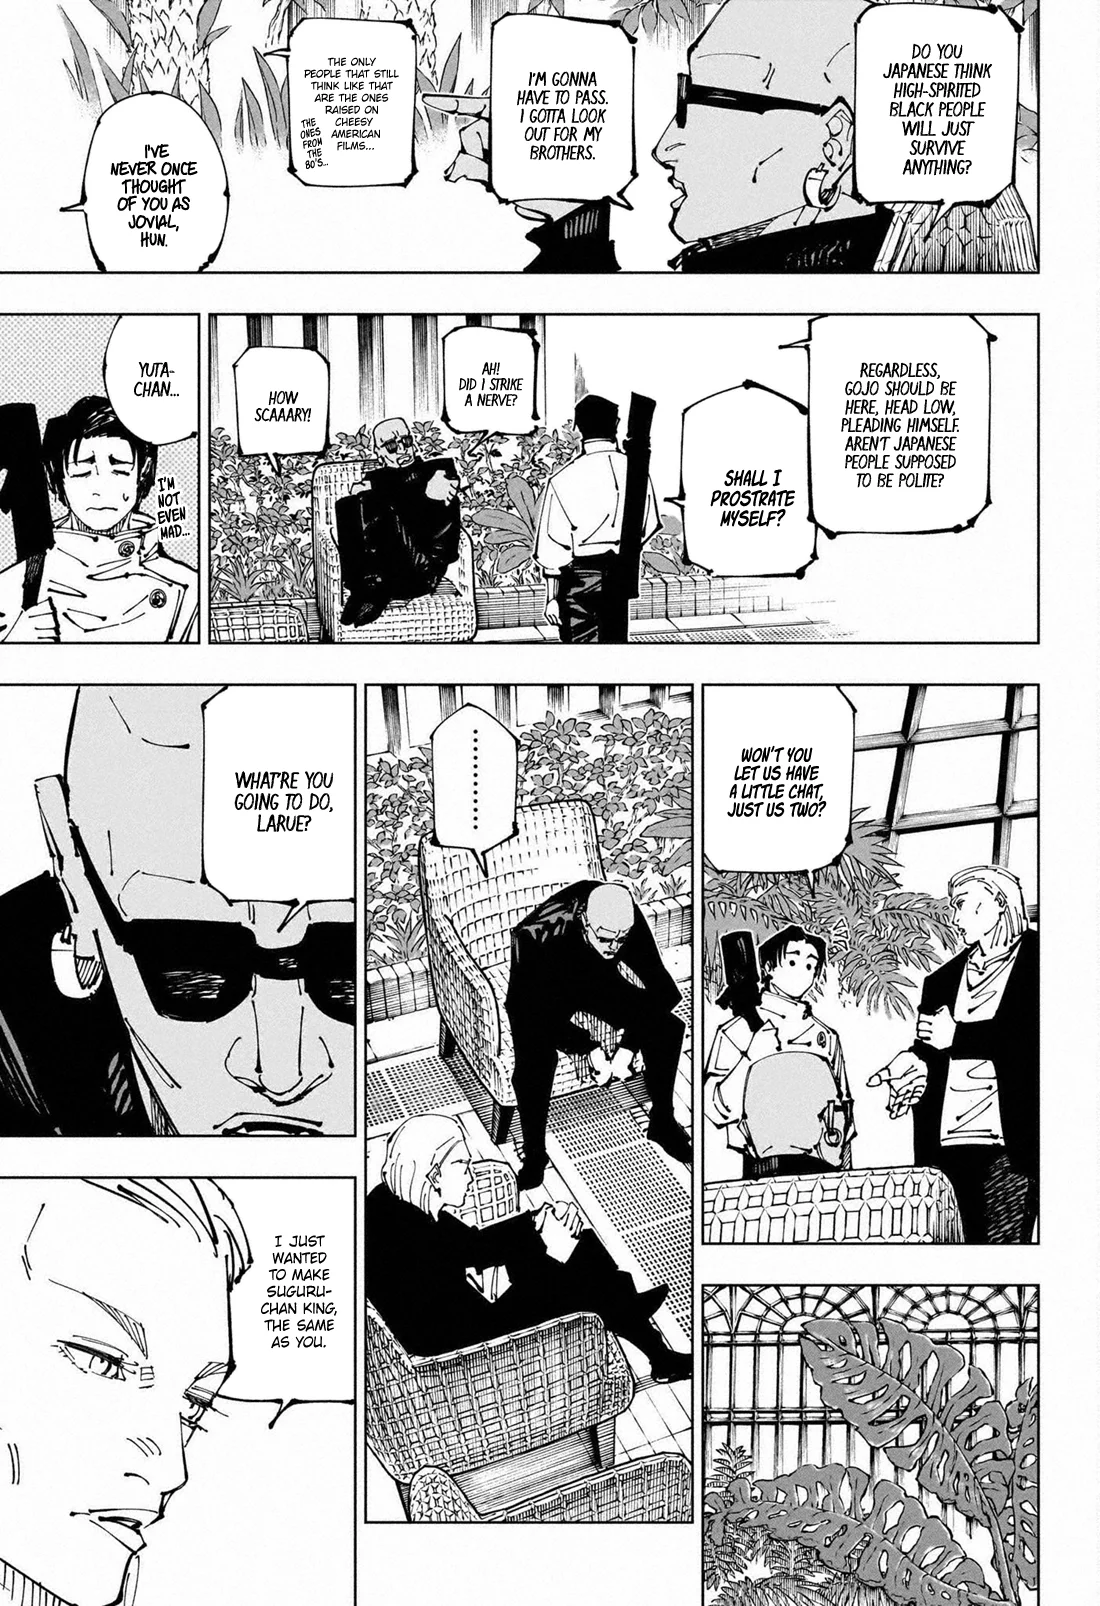 DO YOU
JAPANESE THINK
HIGH-SPIRITED
BLACK PEOPLE
WILL JUST
SURVIVE
ANYTHING?
I'M GONNA
HAVE TO PASS.
I GOTTA LOOK
OUT FOR MY
BROTHERS.
THE ONLY
PEOPLE THAT STILL
THINK LIKE THAT
ARE THE ONES
RAISED ON
CHEESY
AMERICAN
FILMS...
THE
ONES
FROM
THE
80'S...
I'VE
NEVER ONCE
THOUGHT
OF YOU AS
JOVIAL,
HUN.
REGARDLESS,
GOJO SHOULD BE
HERE, HEAD LOW,
PLEADING HIMSELF.
AREN'T JAPANESE
PEOPLE SUPPOSED
TO BE POLITE?
SHALL I
PROSTRATE
MYSELF?
AH!
DID I STRIKE
A NERVE?
HOW
SCAAARY!
YUTA-
CHAN...
I'M
NOT
EVEN
MAD...
WON'T YOU
LET US HAVE
A LITTLE CHAT,
JUST US TWO?
..........
WHAT'RE YOU
GOING TO DO,
LARUE?
I JUST
WANTED
TO MAKE
SUGURU-
CHAN KING,
THE SAME
AS YOU.